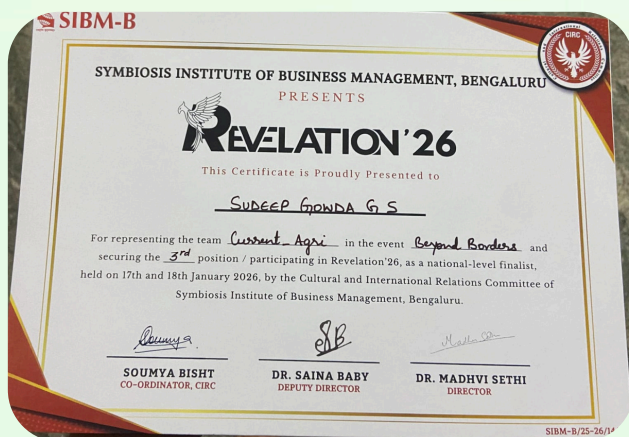 SIBM-B
CIRC
SYMBIOSIS INSTITUTE OF BUSINESS MANAGEMENT, BENGALURU
PRESENTS
REVELATION'26
This Certificate is Proudly Presented to
SUDEEP GOWDA G S
For representing the team Current_Agri in the event Beyond Borders and
securing the 3rd position / participating in Revelation'26, as a national-level finalist,
held on 17th and 18th January 2026, by the Cultural and International Relations Committee of
Symbiosis Institute of Business Management, Bengaluru.
SOUMYA BISHT
CO-ORDINATOR, CIRC
DR. SAINA BABY
DEPUTY DIRECTOR
DR. MADHVI SETHI
DIRECTOR
SIBM-B/25-26/14